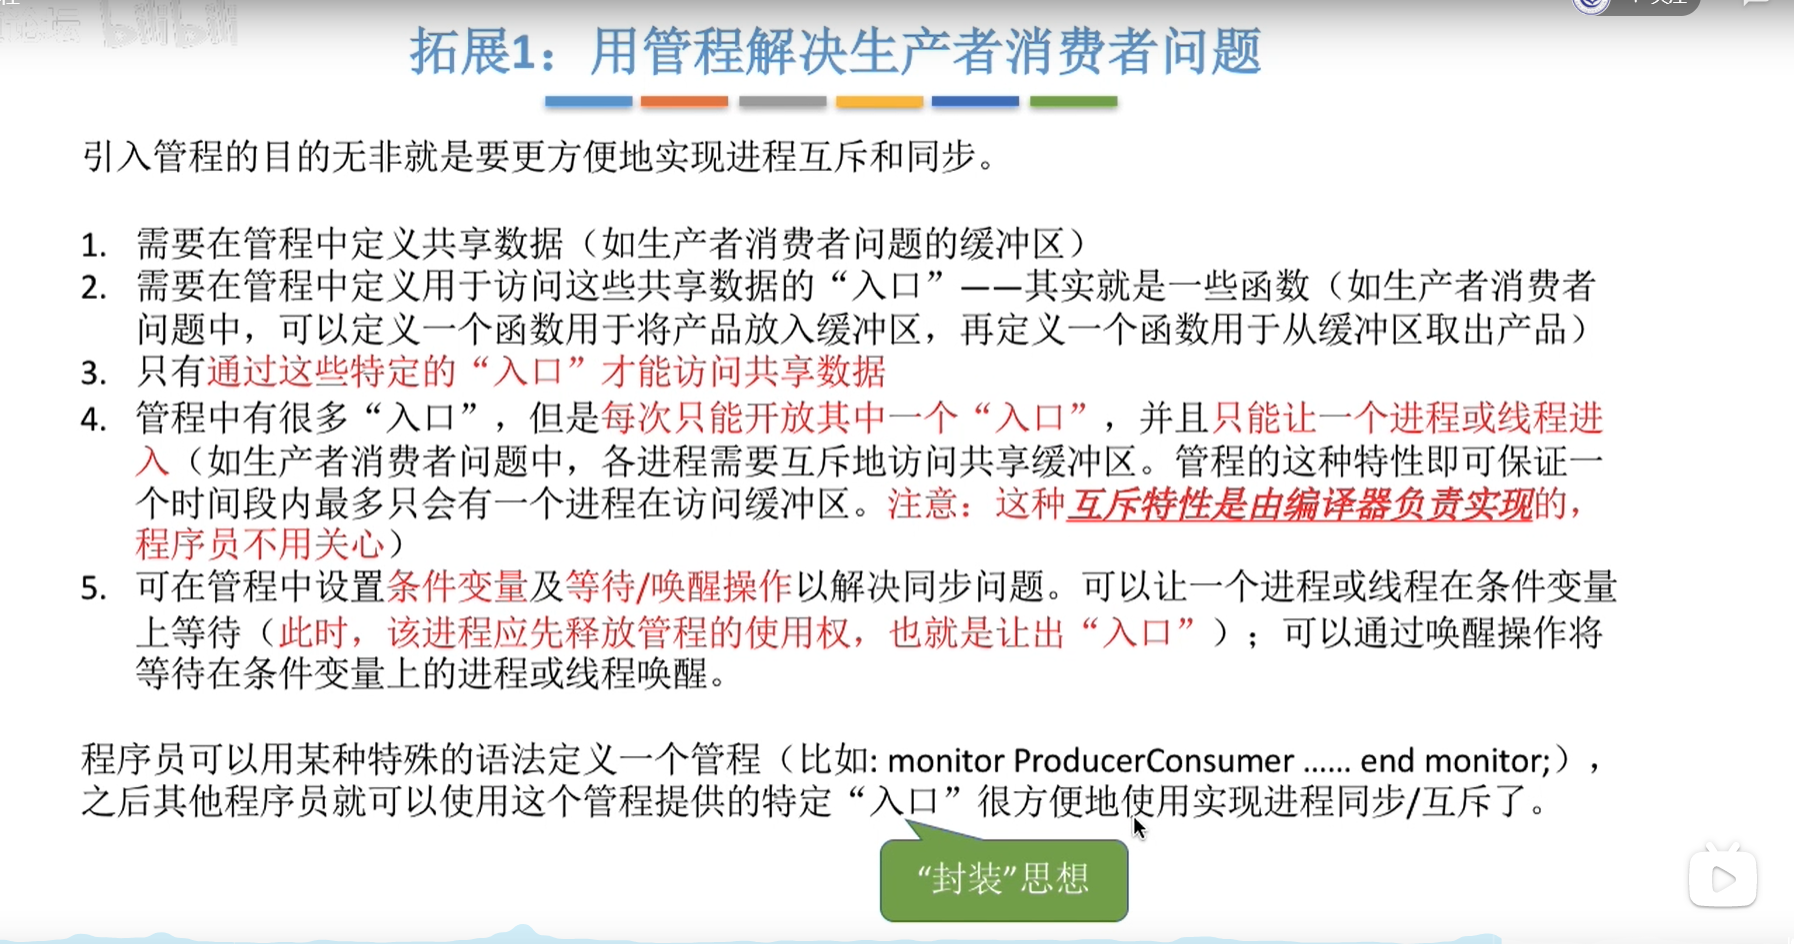 论坛 bilibili
关注
拓展1：用管程解决生产者消费者问题
引入管程的目的无非就是要更方便地实现进程互斥和同步。
1. 需要在管程中定义共享数据（如生产者消费者问题的缓冲区）
2. 需要在管程中定义用于访问这些共享数据的“入口”——其实就是一些函数（如生产者消费者
问题中，可以定义一个函数用于将产品放入缓冲区，再定义一个函数用于从缓冲区取出产品）
3. 只有通过这些特定的“入口”才能访问共享数据
4. 管程中有很多“入口”，但是每次只能开放其中一个“入口”，并且只能让一个进程或线程进
入（如生产者消费者问题中，各进程需要互斥地访问共享缓冲区。管程的这种特性即可保证一
个时间段内最多只会有一个进程在访问缓冲区。注意：这种互斥特性是由编译器负责实现的，
程序员不用关心）
5. 可在管程中设置条件变量及等待/唤醒操作以解决同步问题。可以让一个进程或线程在条件变量
上等待（此时，该进程应先释放管程的使用权，也就是让出“入口”）；可以通过唤醒操作将
等待在条件变量上的进程或线程唤醒。
程序员可以用某种特殊的语法定义一个管程（比如: monitor ProducerConsumer …… end monitor;），
之后其他程序员就可以使用这个管程提供的特定“入口”很方便地使用实现进程同步/互斥了。
“封装”思想